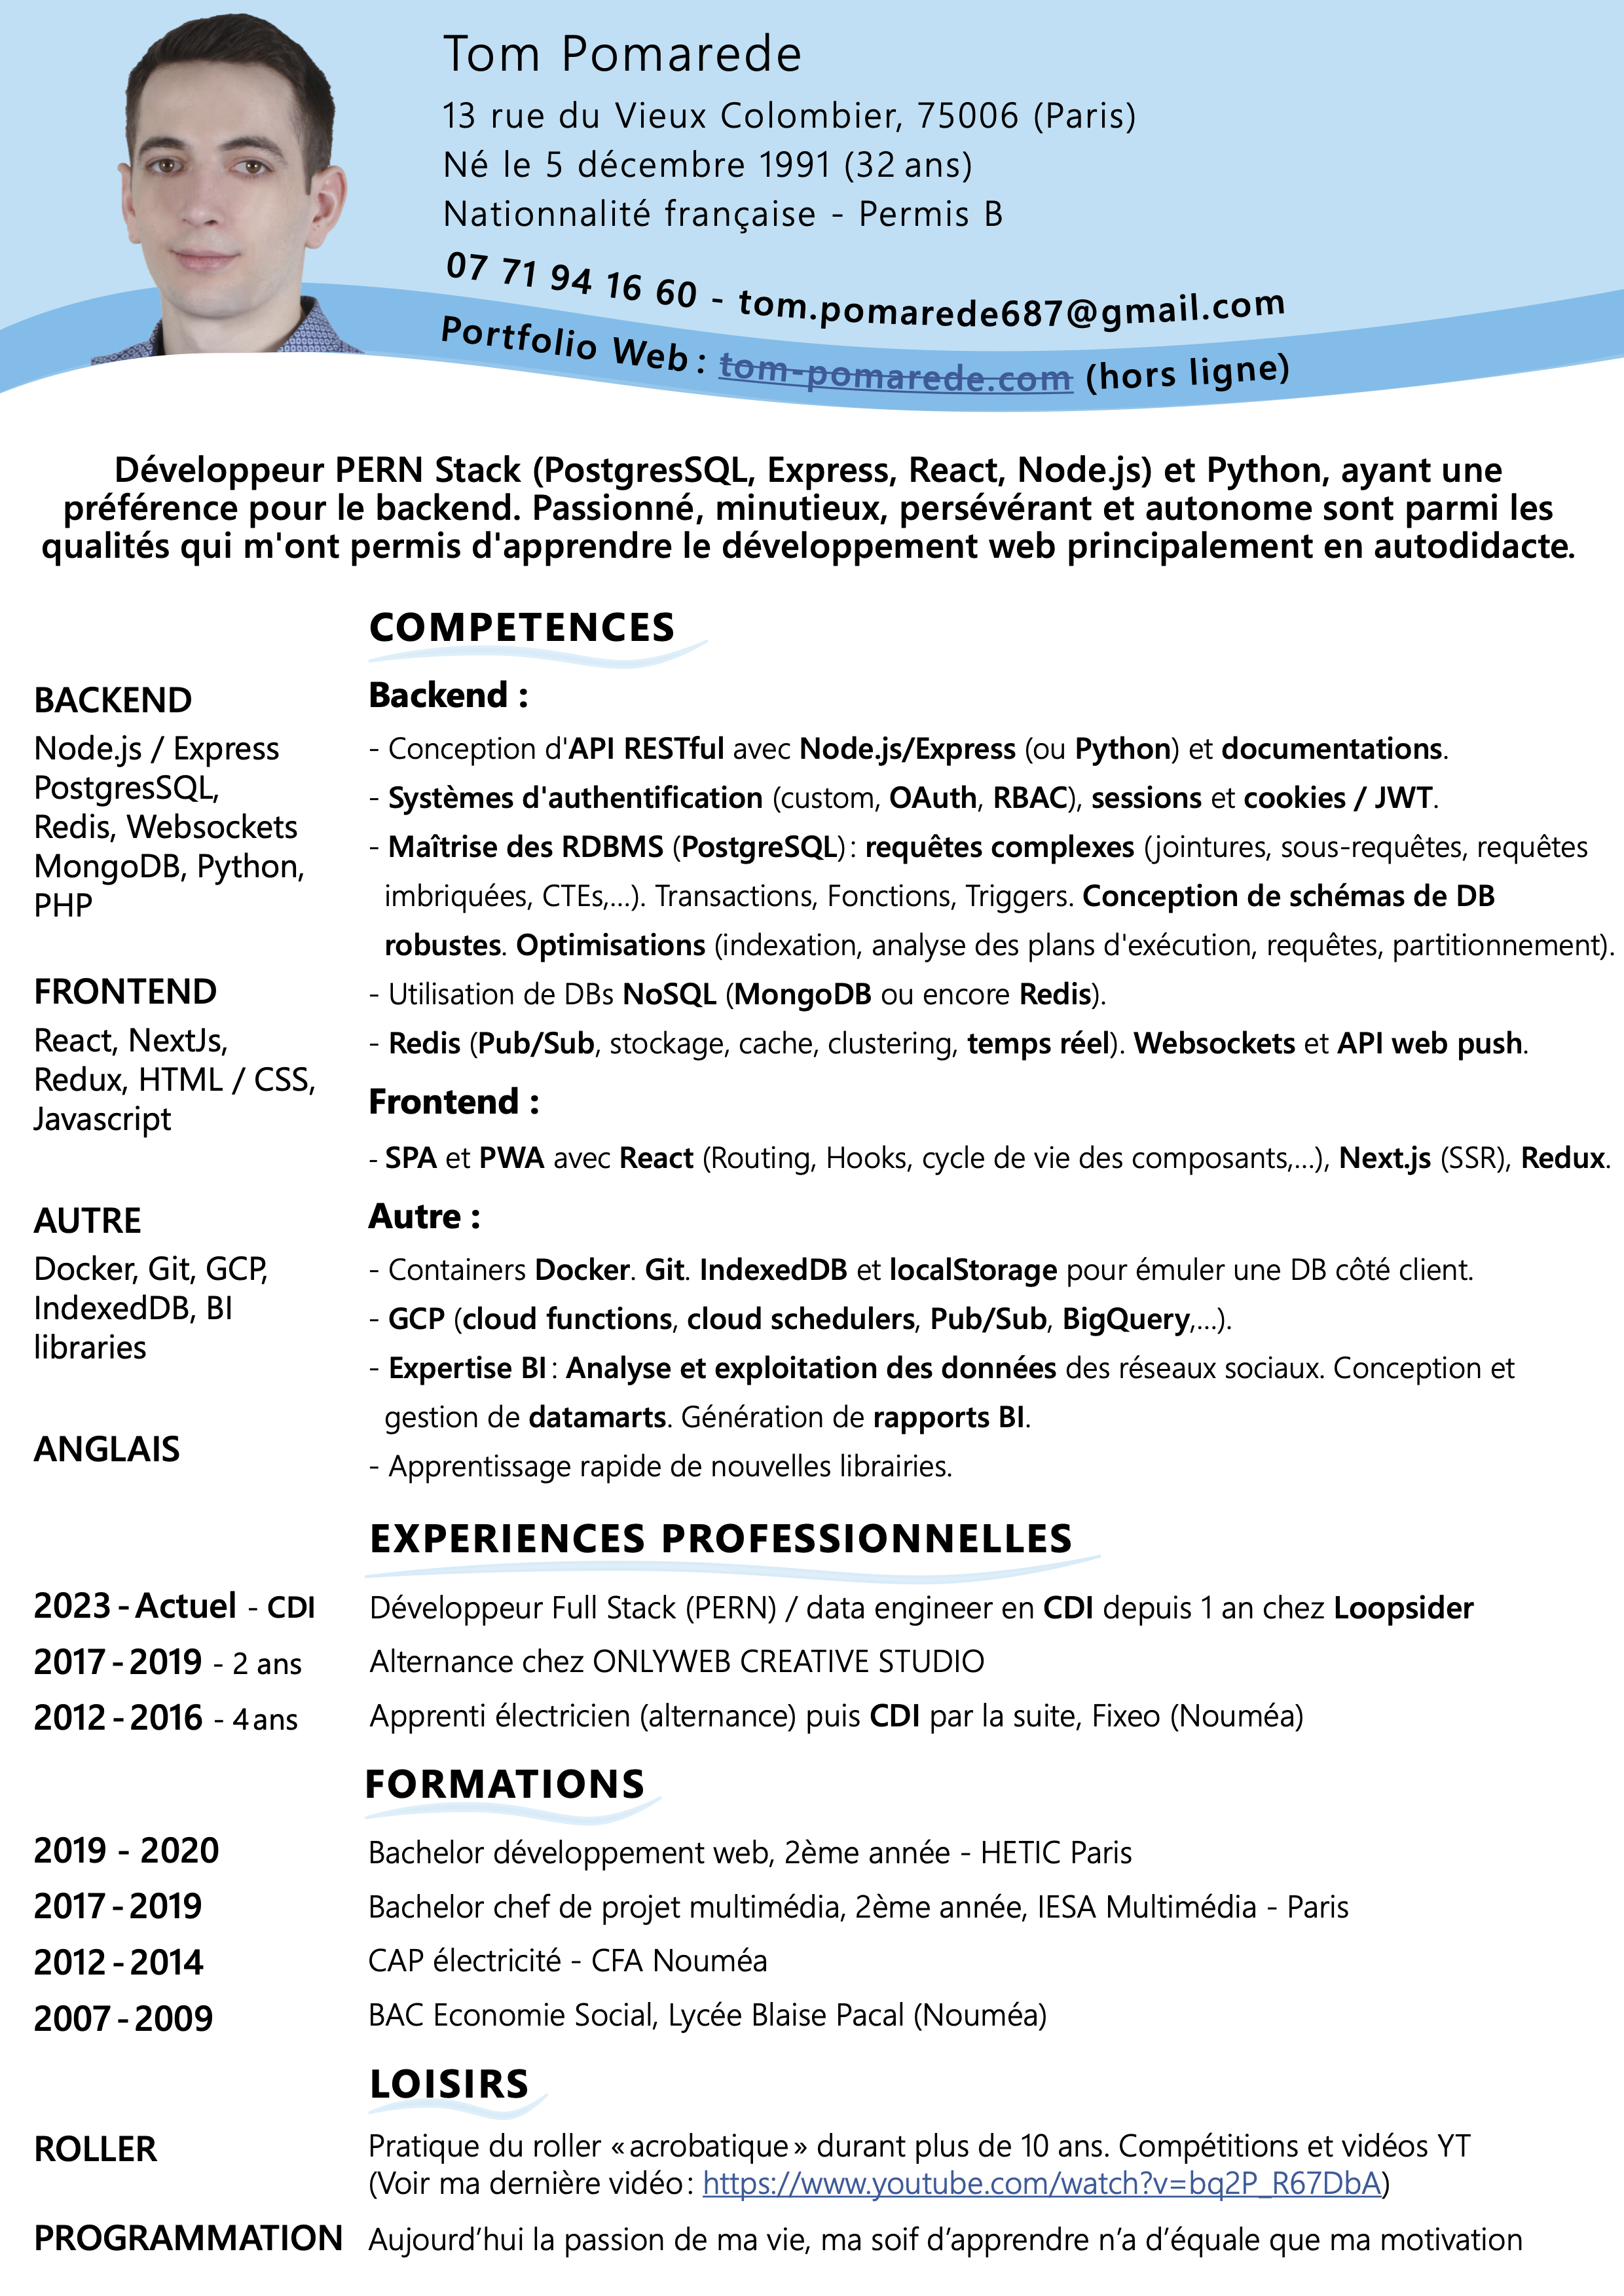 Tom Pomarede
13 rue du Vieux Colombier, 75006 (Paris)
Né le 5 décembre 1991 (32 ans)
Nationnalité française - Permis B
07 71 94 16 60 - tom.pomarede687@gmail.com
Portfolio Web : tom-pomarede.com (hors ligne)
Développeur PERN Stack (PostgresSQL, Express, React, Node.js) et Python, ayant une
préférence pour le backend. Passionné, minutieux, persévérant et autonome sont parmi les
qualités qui m'ont permis d'apprendre le développement web principalement en autodidacte.
COMPETENCES
BACKEND
Node.js / Express
PostgresSQL,
Redis, Websockets
MongoDB, Python,
PHP
Backend :
- Conception d'API RESTful avec Node.js/Express (ou Python) et documentations.
- Systèmes d'authentification (custom, OAuth, RBAC), sessions et cookies / JWT.
- Maîtrise des RDBMS (PostgreSQL) : requêtes complexes (jointures, sous-requêtes, requêtes
imbriquées, CTEs,...). Transactions, Fonctions, Triggers. Conception de schémas de DB
robustes. Optimisations (indexation, analyse des plans d'exécution, requêtes, partitionnement).
- Utilisation de DBs NoSQL (MongoDB ou encore Redis).
- Redis (Pub/Sub, stockage, cache, clustering, temps réel). Websockets et API web push.
FRONTEND
React, NextJs,
Redux, HTML / CSS,
Javascript
Frontend :
- SPA et PWA avec React (Routing, Hooks, cycle de vie des composants,...), Next.js (SSR), Redux.
AUTRE
Docker, Git, GCP,
IndexedDB, BI
libraries
Autre :
- Containers Docker. Git. IndexedDB et localStorage pour émuler une DB côté client.
- GCP (cloud functions, cloud schedulers, Pub/Sub, BigQuery,...).
- Expertise BI : Analyse et exploitation des données des réseaux sociaux. Conception et
gestion de datamarts. Génération de rapports BI.
- Apprentissage rapide de nouvelles librairies.
ANGLAIS
EXPERIENCES PROFESSIONNELLES
2023 - Actuel - CDI Développeur Full Stack (PERN) / data engineer en CDI depuis 1 an chez Loopsider
2017 - 2019 - 2 ans Alternance chez ONLYWEB CREATIVE STUDIO
2012 - 2016 - 4 ans Apprenti électricien (alternance) puis CDI par la suite, Fixeo (Nouméa)
FORMATIONS
2019 - 2020 Bachelor développement web, 2ème année - HETIC Paris
2017 - 2019 Bachelor chef de projet multimédia, 2ème année, IESA Multimédia - Paris
2012 - 2014 CAP électricité - CFA Nouméa
2007 - 2009 BAC Economie Social, Lycée Blaise Pacal (Nouméa)
LOISIRS
ROLLER Pratique du roller « acrobatique » durant plus de 10 ans. Compétitions et vidéos YT
(Voir ma dernière vidéo : https://www.youtube.com/watch?v=bq2P_R67DbA)
PROGRAMMATION Aujourd’hui la passion de ma vie, ma soif d’apprendre n’a d’équale que ma motivation